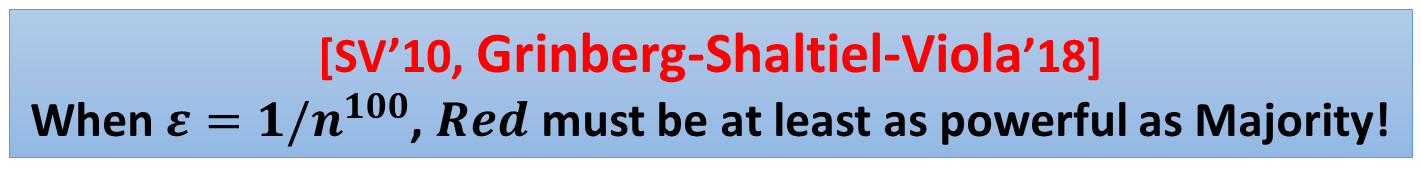 [SV’10, Grinberg-Shaltiel-Viola’18]
When ε = 1/n^100, Red must be at least as powerful as Majority!